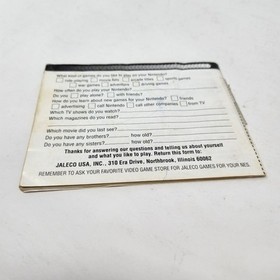 What kind of games do you like to play on your Nintendo?
role playing movie hits arcade titles sports games
war games adventure driving games
How often do you play your Nintendo?
Do you play alone? with friends?
How do you learn about new games for your Nintendo? friends
advertising call Nintendo call other companies from TV
Which TV shows do you watch?
Which magazines do you read?
Which movie did you last see?
Do you have any brothers? how old?
Do you have any sisters? how old?
Thanks for answering our questions and telling us about yourself
and what you like to play. Return this form to:
JALECO USA, INC., 310 Era Drive, Northbrook, Illinois 60062
REMEMBER TO ASK YOUR FAVORITE VIDEO GAME STORE FOR JALECO GAMES FOR YOUR NES.